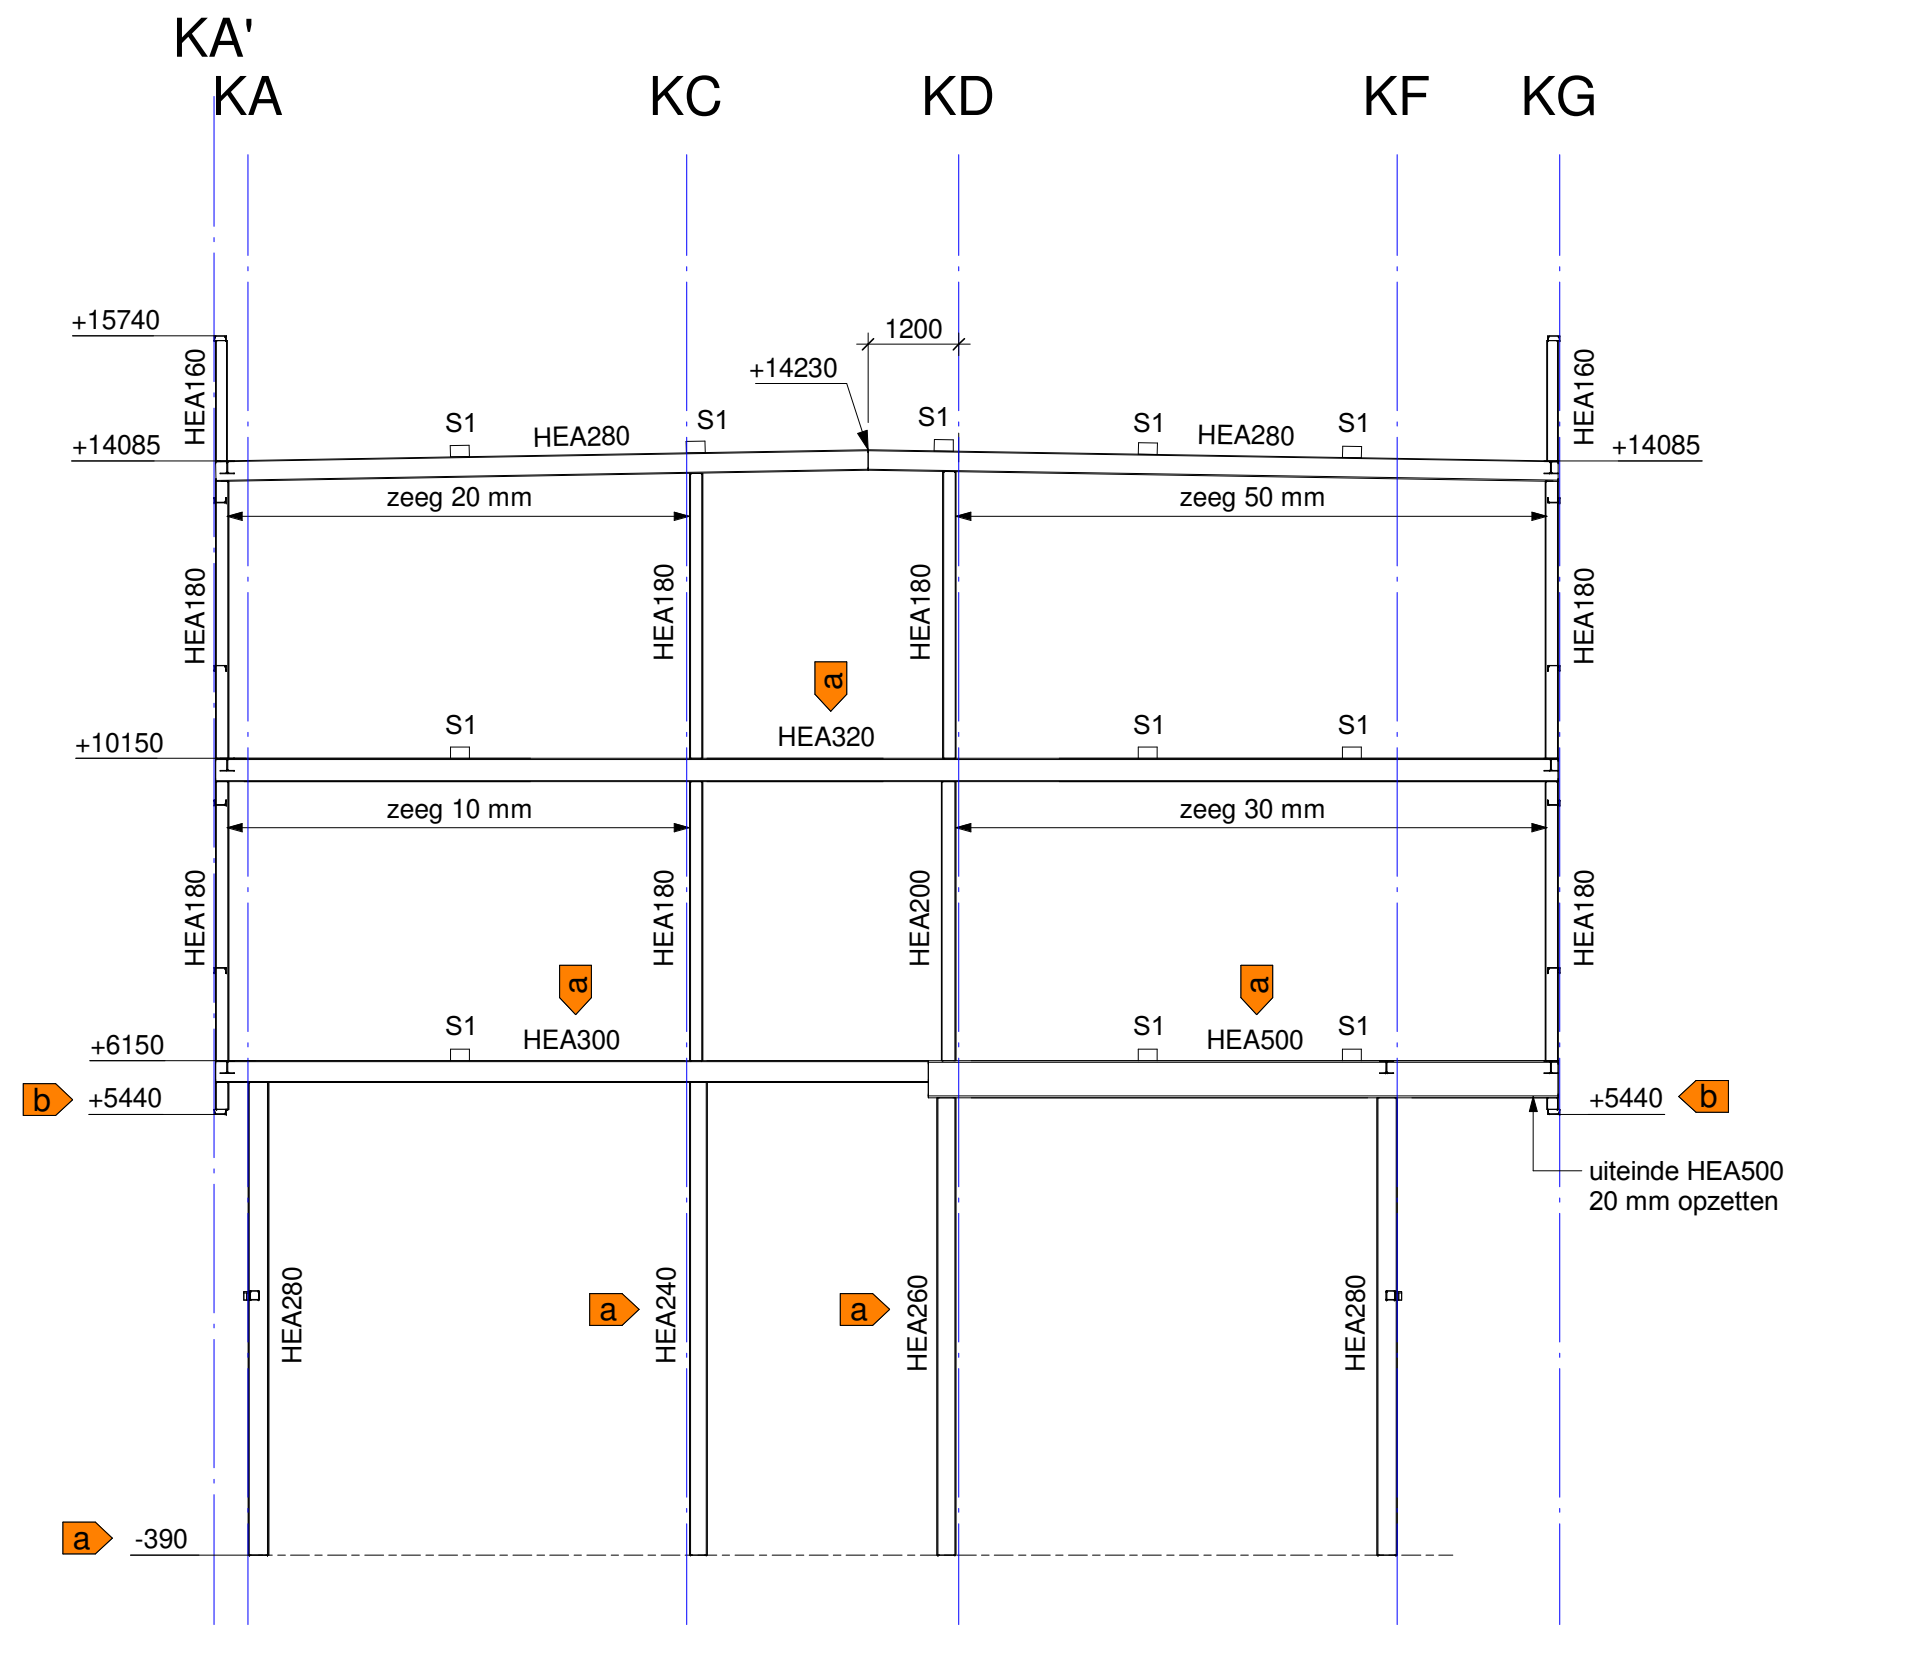 KA'
KA
KC
KD
KF
KG
+15740
1200
+14230
HEA160
HEA160
S1
S1
S1
S1
S1
HEA280
HEA280
+14085
+14085
zeeg 20 mm
zeeg 50 mm
HEA180
HEA180
HEA180
HEA180
a
S1
HEA320
S1
S1
+10150
zeeg 10 mm
zeeg 30 mm
HEA180
HEA180
HEA200
HEA180
a
a
S1
HEA300
S1
HEA500
S1
+6150
b
+5440
+5440
b
uiteinde HEA500
20 mm opzetten
HEA280
a
HEA240
a
HEA260
HEA280
a
-390